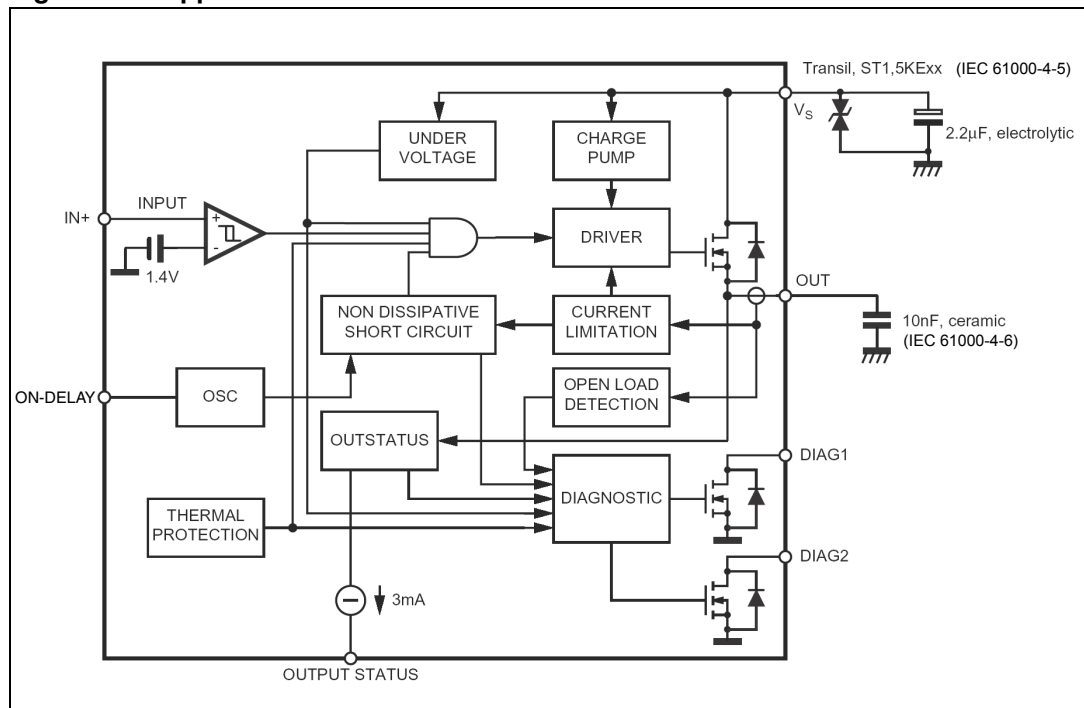 Transil, ST1,5KExx (IEC 61000-4-5)
VS
2.2µF, electrolytic
UNDER
VOLTAGE
CHARGE
PUMP
IN+
INPUT
+
-
1.4V
DRIVER
OUT
NON DISSIPATIVE
SHORT CIRCUIT
CURRENT
LIMITATION
10nF, ceramic
(IEC 61000-4-6)
ON-DELAY
OSC
OPEN LOAD
DETECTION
OUTSTATUS
DIAG1
DIAGNOSTIC
THERMAL
PROTECTION
DIAG2
3mA
OUTPUT STATUS